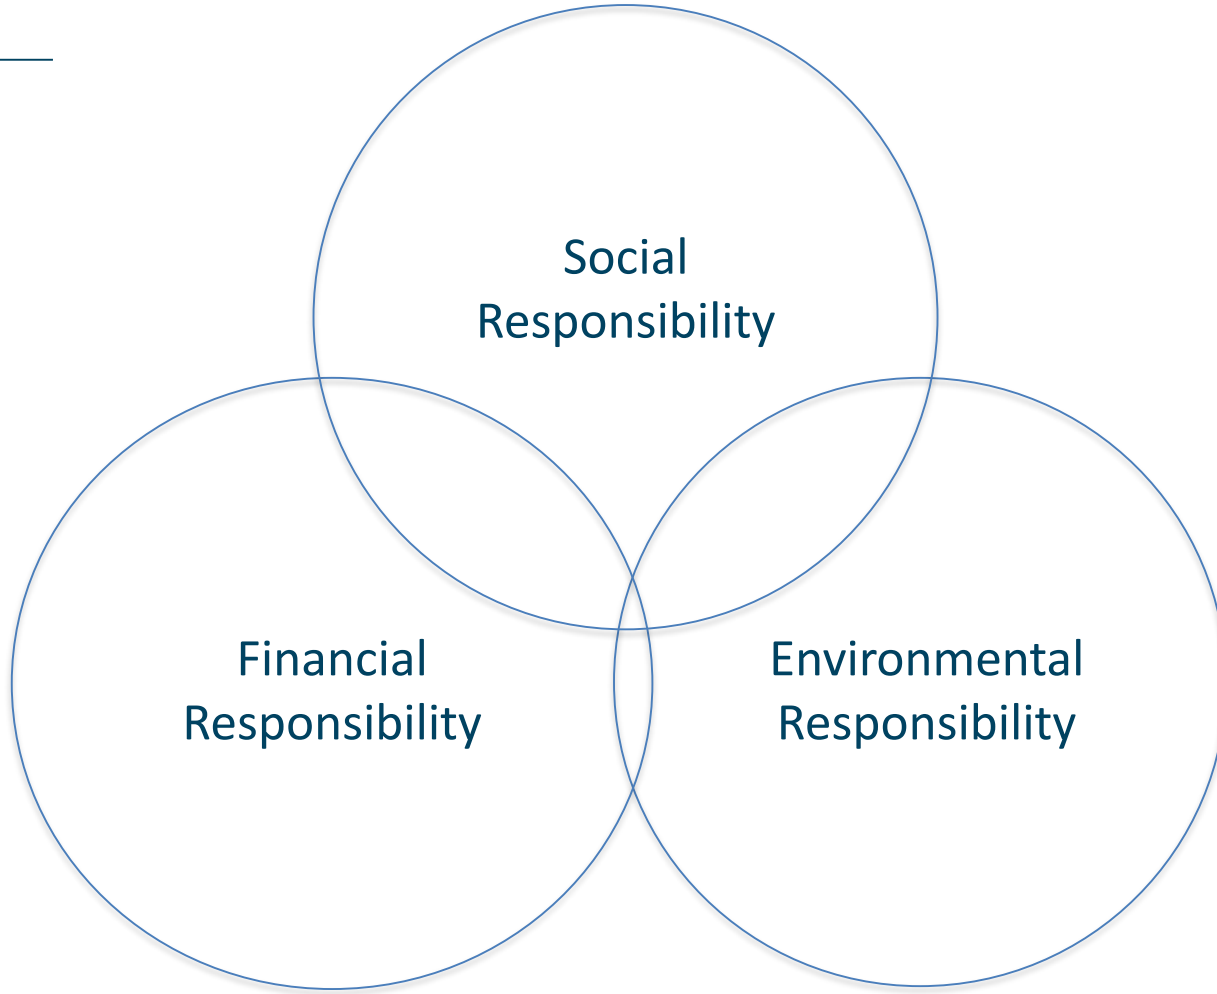 Social
Responsibility
Financial
Responsibility
Environmental
Responsibility